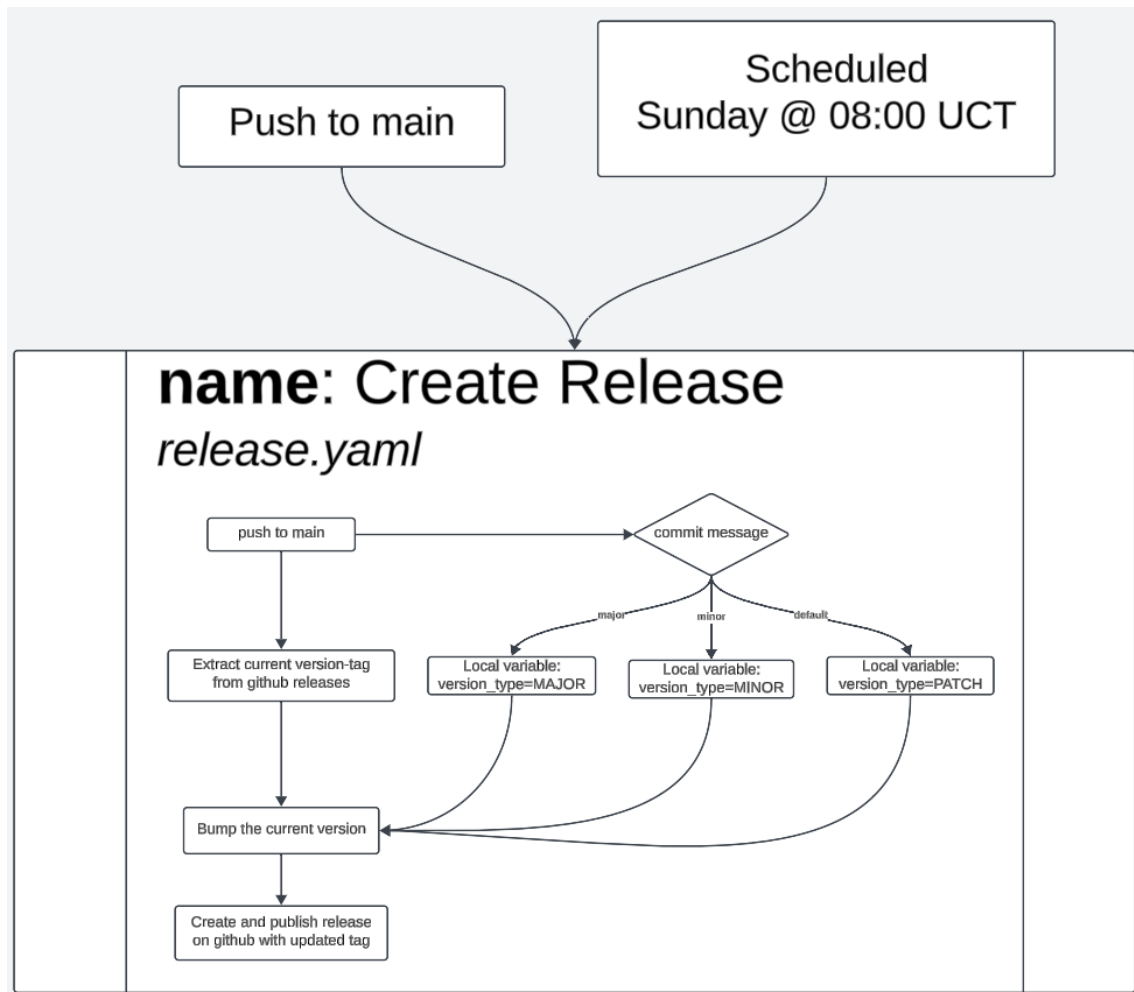 Push to main
Scheduled
Sunday @ 08:00 UCT
name: Create Release
release.yaml
push to main
commit message
major
minor
default
Extract current version-tag
from github releases
Local variable:
version_type=MAJOR
Local variable:
version_type=MINOR
Local variable:
version_type=PATCH
Bump the current version
Create and publish release
on github with updated tag